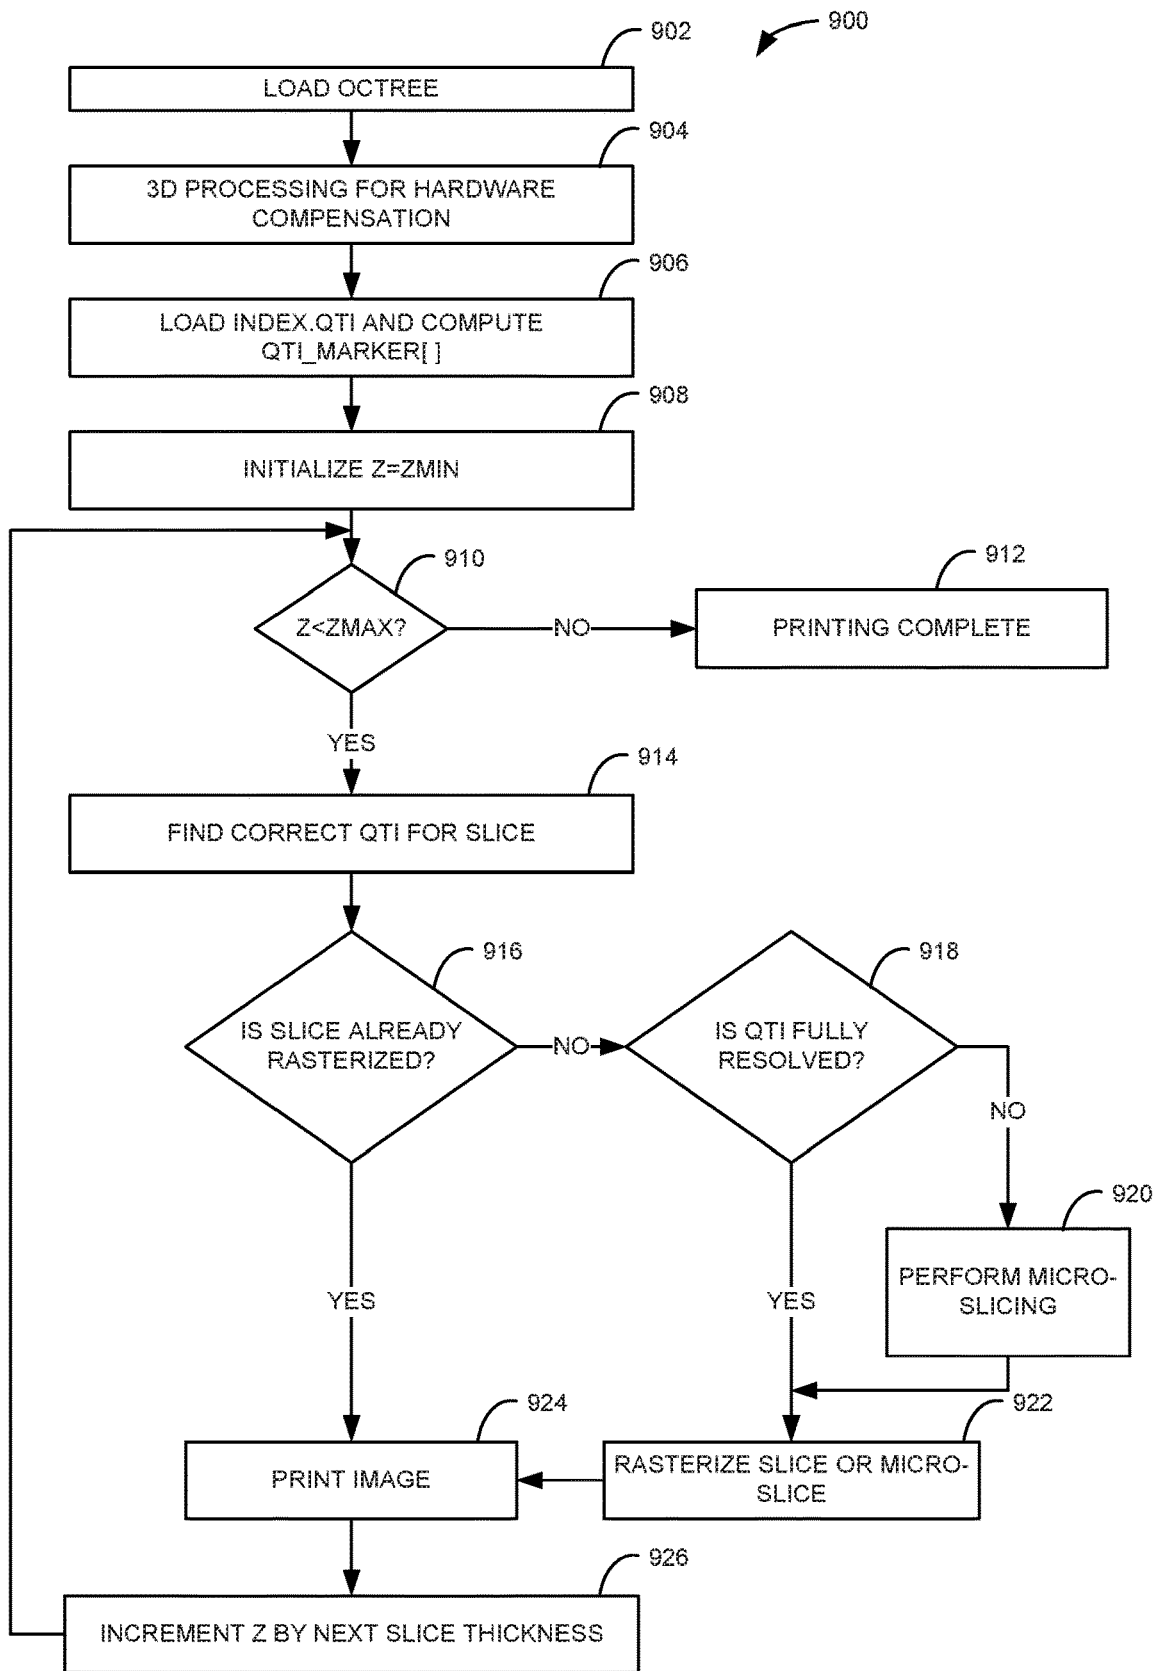 900
902
LOAD OCTREE
904
3D PROCESSING FOR HARDWARE
COMPENSATION
906
LOAD INDEX.QTI AND COMPUTE
QTI_MARKER[ ]
908
INITIALIZE Z=ZMIN
910
Z<ZMAX?
NO
912
PRINTING COMPLETE
YES
914
FIND CORRECT QTI FOR SLICE
916
IS SLICE ALREADY
RASTERIZED?
NO
918
IS QTI FULLY
RESOLVED?
NO
920
PERFORM MICRO-
SLICING
YES
YES
922
RASTERIZE SLICE OR MICRO-
SLICE
924
PRINT IMAGE
926
INCREMENT Z BY NEXT SLICE THICKNESS